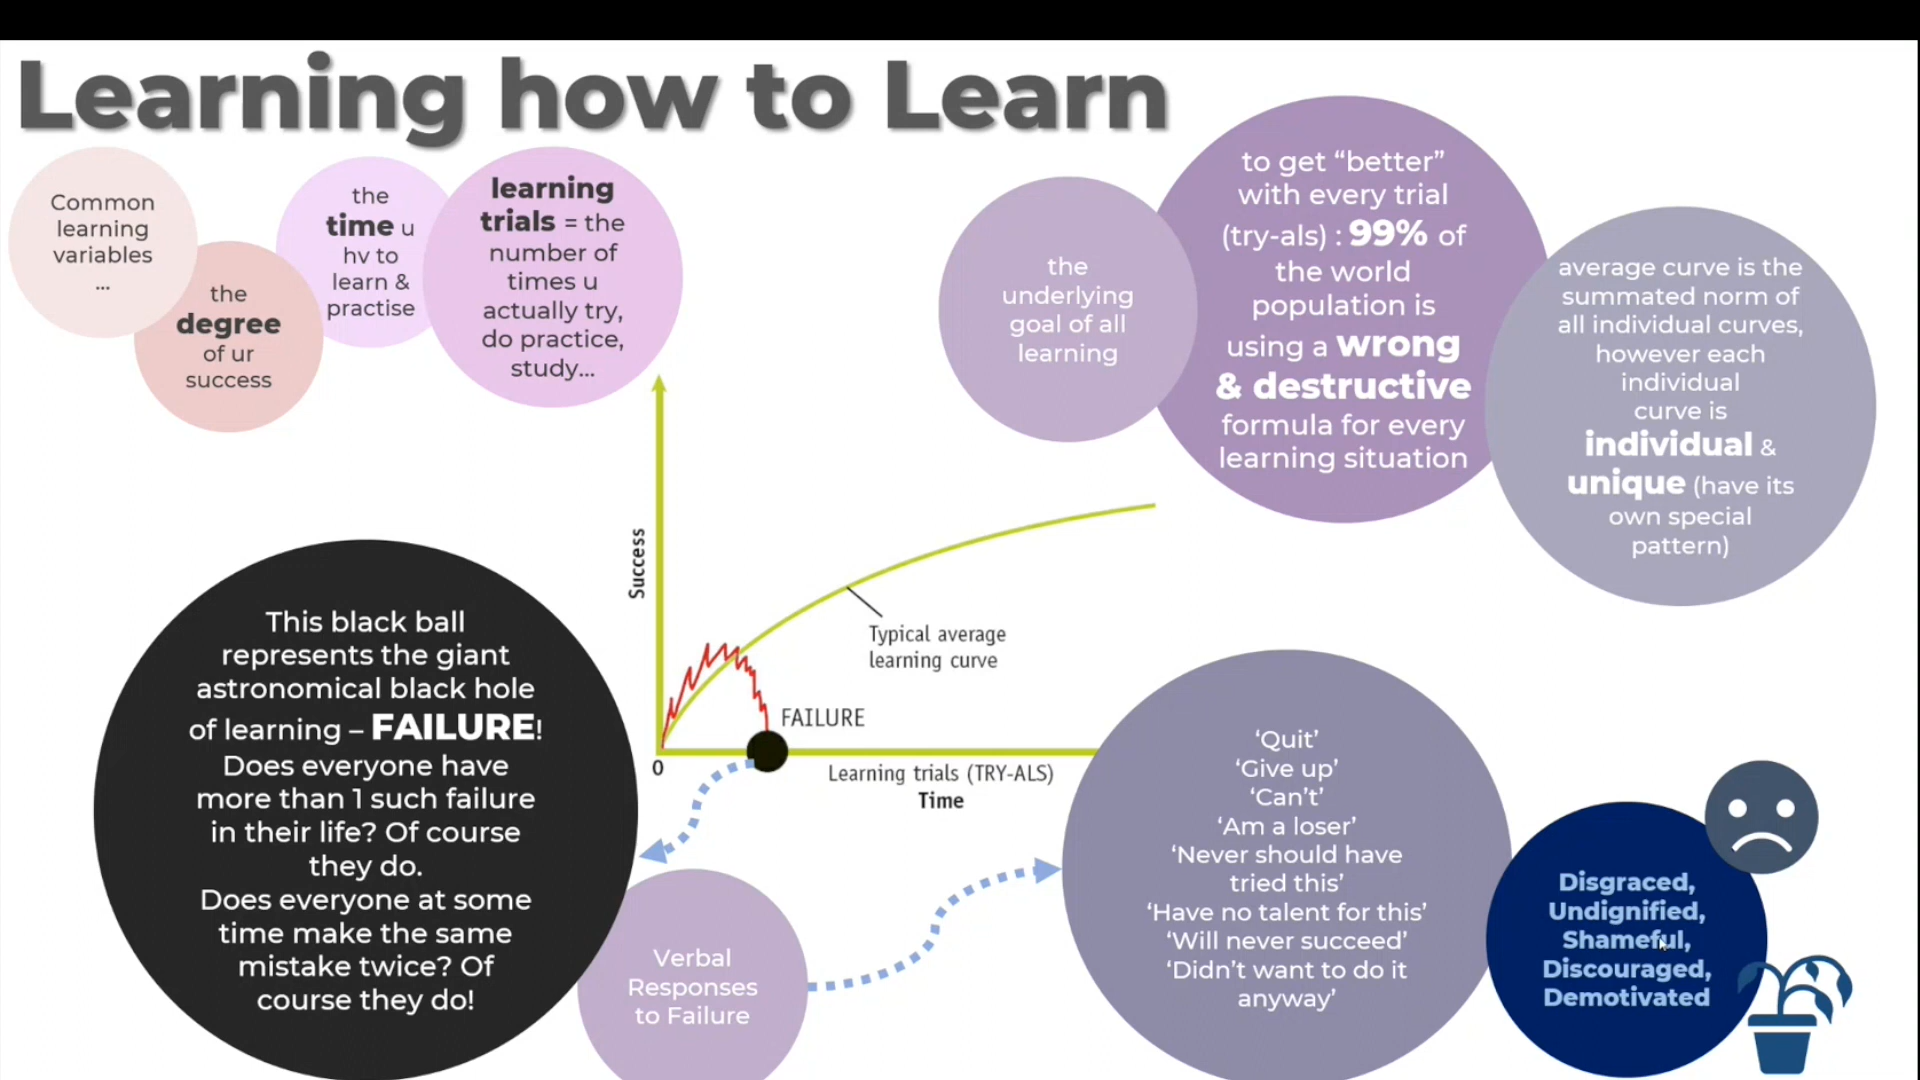 Learning how to Learn
Common
learning
variables
...
the
degree
of ur
success
the
time u
hv to
learn &
practise
learning
trials = the
number of
times u
actually try,
do practice,
study...
the
underlying
goal of all
learning
to get “better”
with every trial
(try-als) : 99% of
the world
population is
using a wrong
& destructive
formula for every
learning situation
average curve is the
summated norm of
all individual curves,
however each
individual
curve is
individual &
unique (have its
own special
pattern)
Success
Typical average
learning curve
FAILURE
0
Learning trials (TRY-ALS)
Time
This black ball
represents the giant
astronomical black hole
of learning – FAILURE!
Does everyone have
more than 1 such failure
in their life? Of course
they do.
Does everyone at some
time make the same
mistake twice? Of
course they do!
Verbal
Responses
to Failure
‘Quit’
‘Give up’
‘Can’t’
‘Am a loser’
‘Never should have
tried this’
‘Have no talent for this’
‘Will never succeed’
‘Didn’t want to do it
anyway’
Disgraced,
Undignified,
Shameful,
Discouraged,
Demotivated